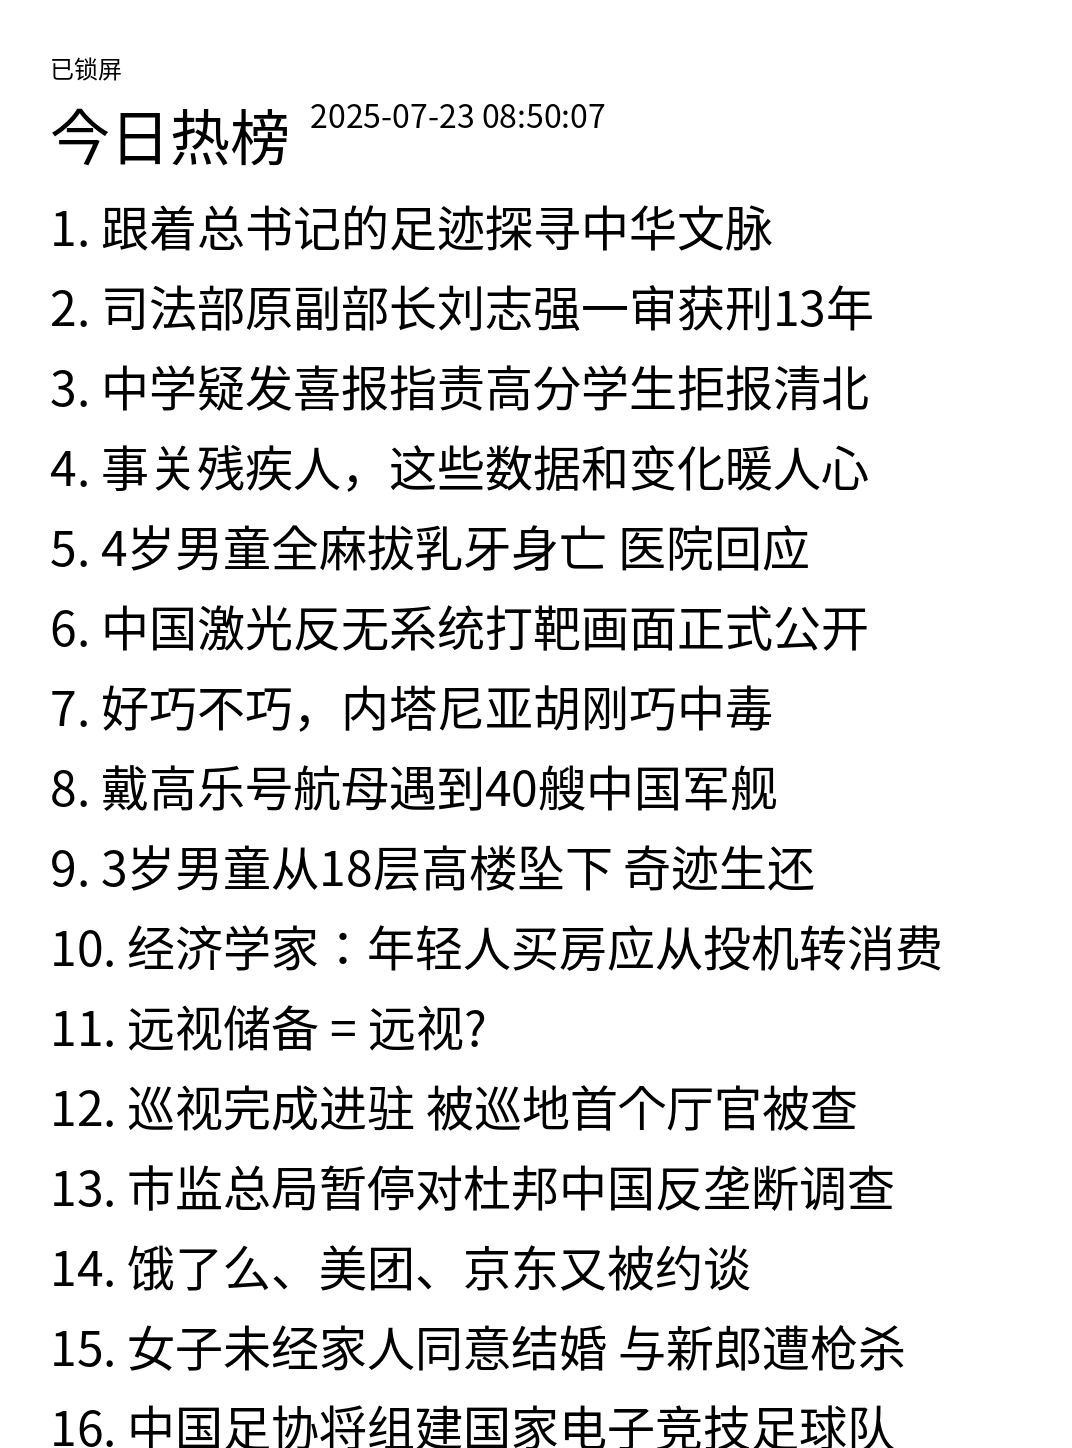 已锁屏
今日热榜 2025-07-23 08:50:07
1. 跟着总书记的足迹探寻中华文脉
2. 司法部原副部长刘志强一审获刑13年
3. 中学疑发喜报指责高分学生拒报清北
4. 事关残疾人，这些数据和变化暖人心
5. 4岁男童全麻拔乳牙身亡 医院回应
6. 中国激光反无系统打靶画面正式公开
7. 好巧不巧，内塔尼亚胡刚巧中毒
8. 戴高乐号航母遇到40艘中国军舰
9. 3岁男童从18层高楼坠下 奇迹生还
10. 经济学家：年轻人买房应从投机转消费
11. 远视储备 = 远视?
12. 巡视完成进驻 被巡地首个厅官被查
13. 市监总局暂停对杜邦中国反垄断调查
14. 饿了么、美团、京东又被约谈
15. 女子未经家人同意结婚 与新郎遭枪杀
16. 中国足协将组建国家电子竞技足球队